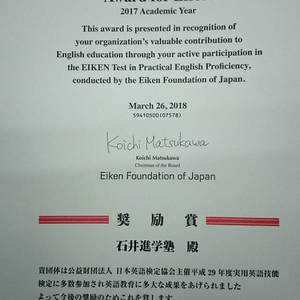 2017 Academic Year
This award is presented in recognition of
your organization's valuable contribution to
English education through your active participation in
the EIKEN Test in Practical English Proficiency,
conducted by the Eiken Foundation of Japan.
March 26, 2018
5941050D(07578)
Koichi Matsukawa
Koichi Matsukawa
Chairman of the Board
Eiken Foundation of Japan
奨励賞
石井進学塾 殿
貴団体は公益財団法人 日本英語検定協会主催平成 29 年度実用英語技能
検定に多数参加され英語教育に多大な成果をあげられました
よって今後の奨励のためこれを賞します